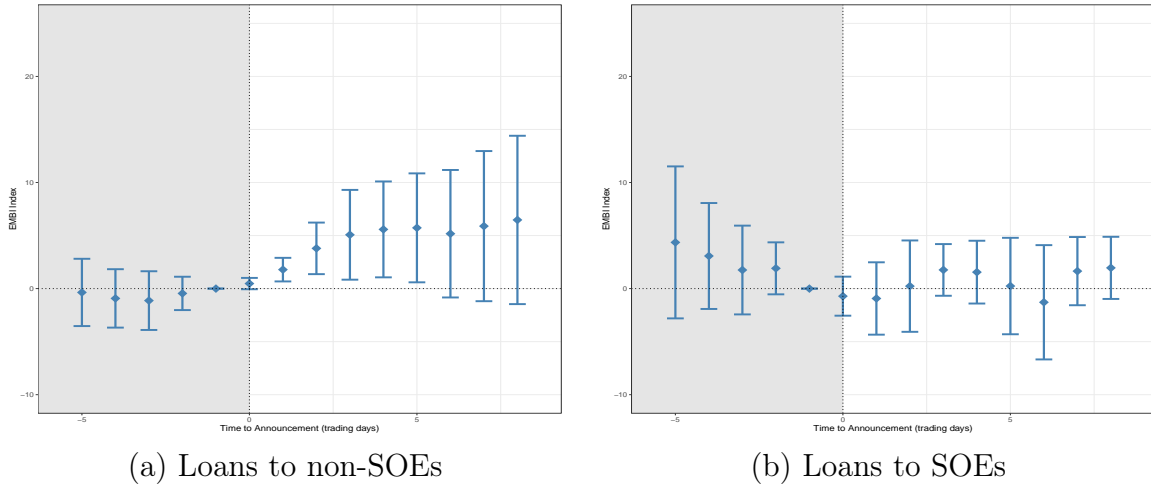 20
10
0
−10
EMBI Index
−5
0
5
Time to Announcement (trading days)
(a) Loans to non-SOEs
20
10
0
−10
EMBI Index
−5
0
5
Time to Announcement (trading days)
(b) Loans to SOEs